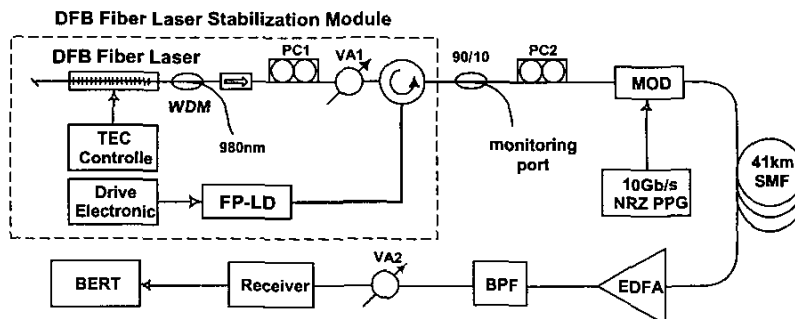 DFB Fiber Laser Stabilization Module
DFB Fiber Laser
PC1
VA1
90/10
PC2
WDM
MOD
TEC
Controlle
980nm
monitoring
port
41km
SMF
Drive
Electronic
FP-LD
10Gb/s
NRZ PPG
VA2
BERT
Receiver
BPF
EDFA